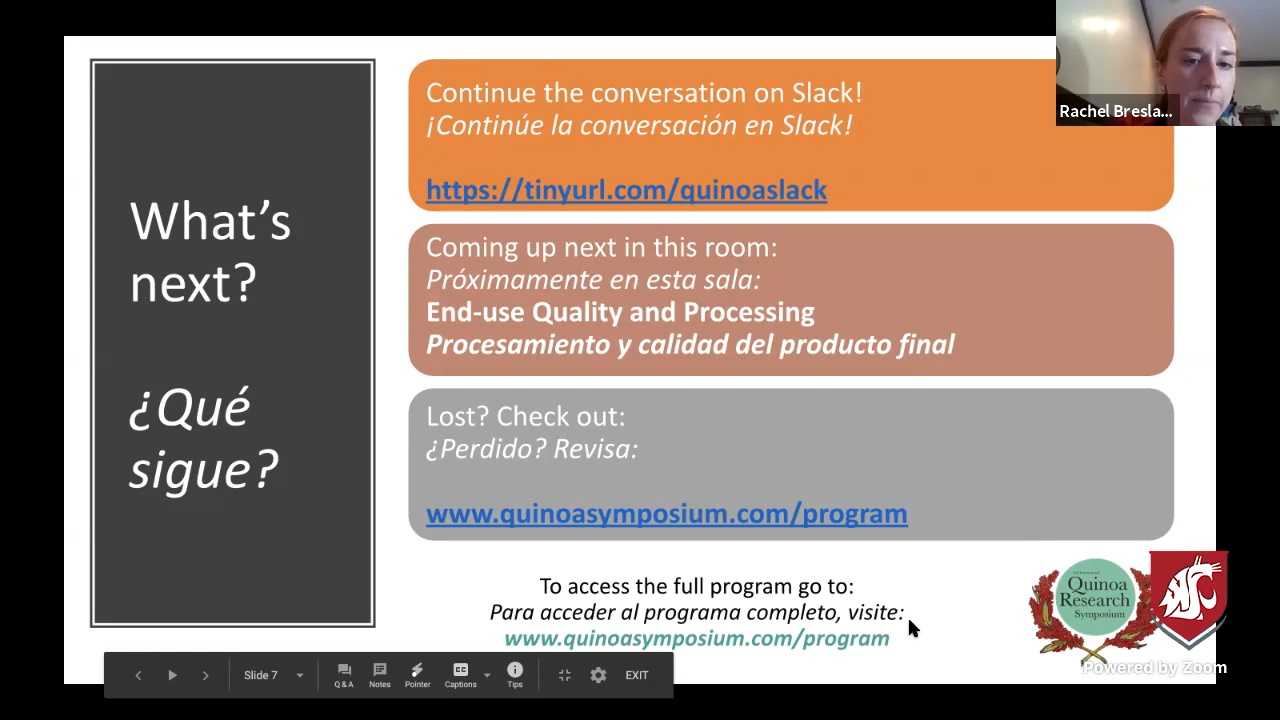 What's
next?
¿Qué
sigue?
Continue the conversation on Slack!
¡Continúe la conversación en Slack!
https://tinyurl.com/quinoaslack
Coming up next in this room:
Próximamente en esta sala:
End-use Quality and Processing
Procesamiento y calidad del producto final
Lost? Check out:
¿Perdido? Revisa:
www.quinoasymposium.com/program
To access the full program go to:
Para acceder al programa completo, visite:
www.quinoasymposium.com/program
Rachel Bresla...
Quinoa
Research
Symposium
Powered by Zoom
Slide 7
Q & A
Notes
Pointer
Captions
Tips
EXIT